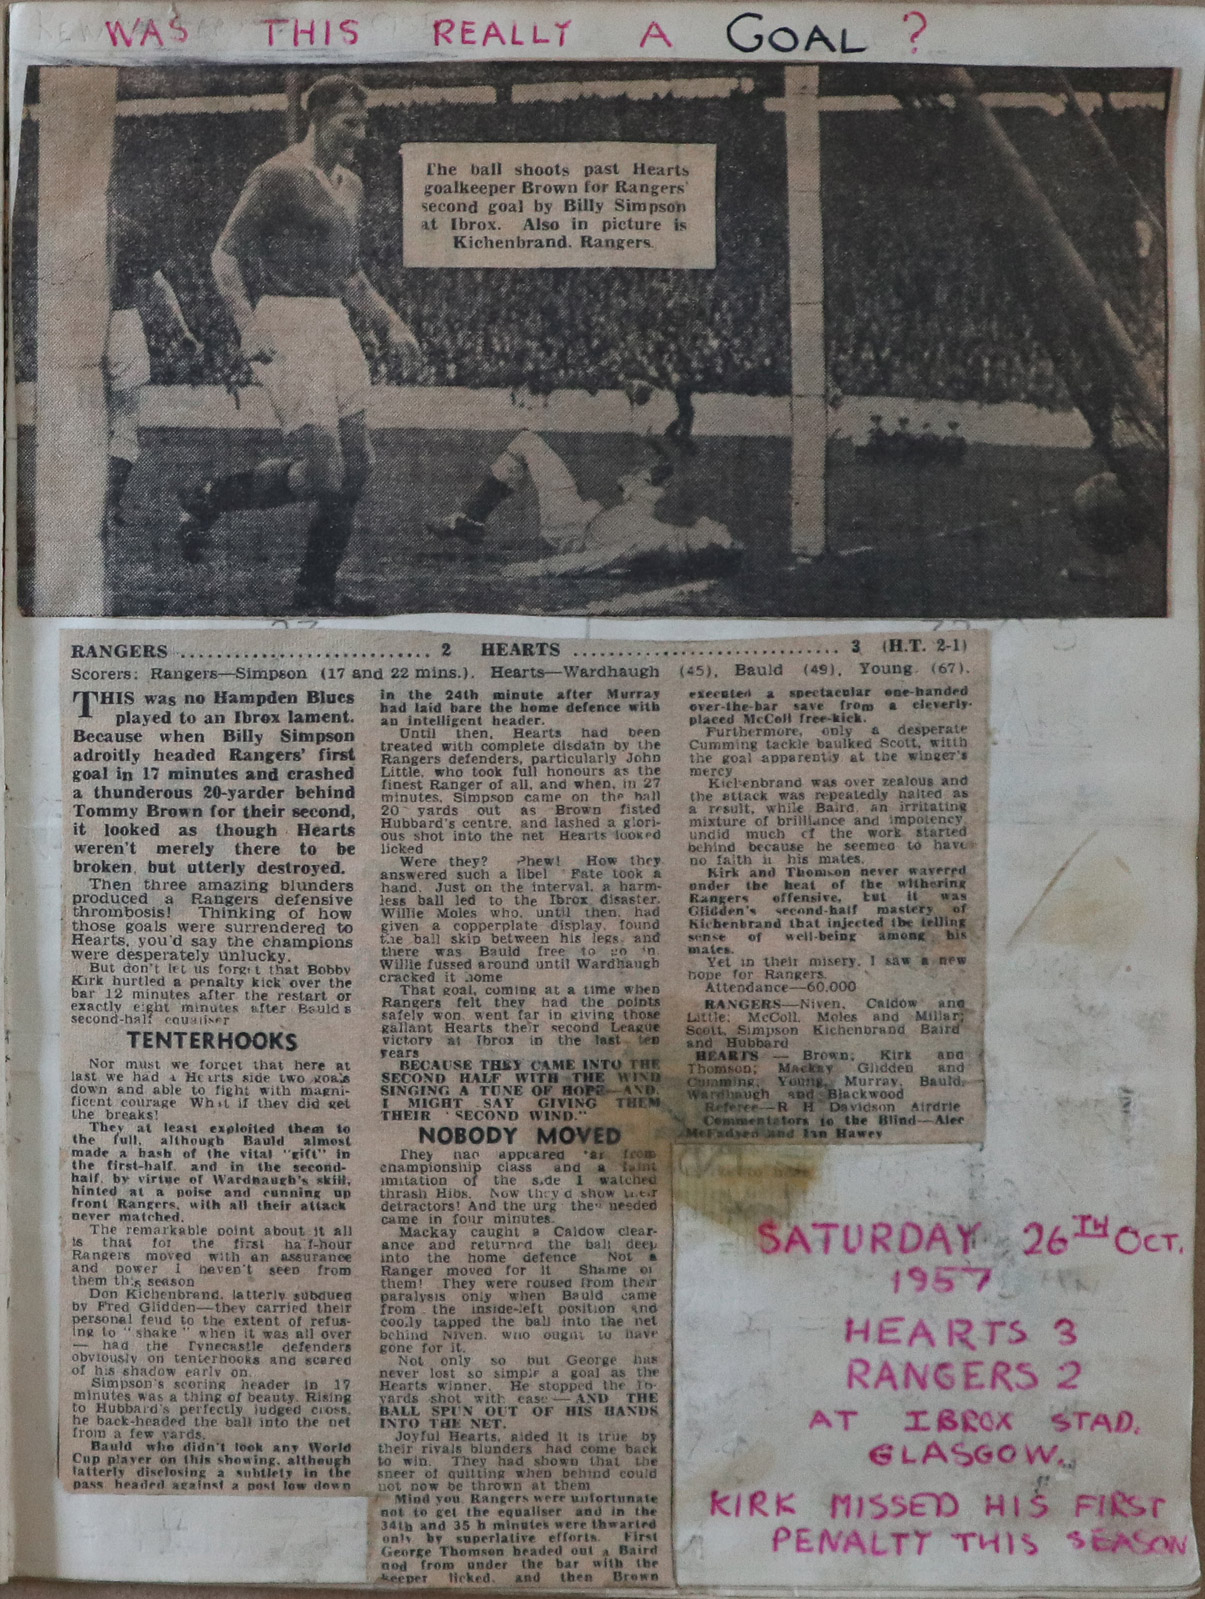 WAS THIS REALLY A GOAL ?
The ball shoots past Hearts
goalkeeper Brown for Rangers'
second goal by Billy Simpson
at Ibrox. Also in picture is
Kichenbrand, Rangers.
RANGERS .......................... 2 HEARTS ............................ 3 (H.T. 2-1)
Scorers: Rangers—Simpson (17 and 22 mins.). Hearts—Wardhaugh (45), Bauld (49), Young (67).
THIS was no Hampden Blues
played to an Ibrox lament.
Because when Billy Simpson
adroitly headed Rangers' first
goal in 17 minutes and crashed
a thunderous 20-yarder behind
Tommy Brown for their second,
it looked as though Hearts
weren't merely there to be
broken, but utterly destroyed.
Then three amazing blunders
produced a Rangers defensive
thrombosis! Thinking of how
those goals were surrendered to
Hearts, you'd say the champions
were desperately unlucky.
But don't let us forget that Bobby
Kirk hurtled a penalty kick over the
bar 12 minutes after the restart or
exactly eight minutes after Bauld's
second-half equaliser
TENTERHOOKS
Nor must we forget that here at
last we had a Hearts side two goals
down and able to fight with magni-
ficent courage What if they did get
the breaks!
They at least exploited them to
the full, although Bauld almost
made a hash of the vital "gift" in
the first-half, and in the second-
half, by virtue of Wardhaugh's skill,
hinted at a poise and cunning up
front Rangers, with all their attack
never matched.
The remarkable point about it all
is that for the first half-hour
Rangers moved with an assurance
and power I haven't seen from
them this season
Don Kichenbrand, latterly subdued
by Fred Glidden—they carried their
personal feud to the extent of refus-
ing to "shake" when it was all over
— had the Tynecastle defenders
obviously on tenterhooks and scared
of his shadow early on.
Simpson's scoring header in 17
minutes was a thing of beauty. Rising
to Hubbard's perfectly judged cross,
he back-headed the ball into the net
from a few yards.
Bauld who didn't look any World
Cup player on this showing, although
latterly disclosing a subtlety in the
pass, headed against a post low down
in the 24th minute after Murray
had laid bare the home defence with
an intelligent header.
Until then, Hearts had been
treated with complete disdain by the
Rangers defenders, particularly John
Little, who took full honours as the
finest Ranger of all, and when, in 27
minutes, Simpson came on the ball
20 yards out as Brown fisted
Hubbard's centre, and lashed a glori-
ous shot into the net Hearts looked
licked
Were they? Phew! How they
answered such a libel Fate took a
hand. Just on the interval, a harm-
less ball led to the Ibrox disaster.
Willie Moles who, until then, had
given a copperplate display, found
the ball skip between his legs, and
there was Bauld free to go in.
Willie fussed around until Wardhaugh
cracked it home
That goal, coming at a time when
Rangers felt they had the points
safely won, went far in giving those
gallant Hearts their second League
victory at Ibrox in the last ten
years
BECAUSE THEY CAME INTO THE
SECOND HALF WITH THE WIND
SINGING A TUNE OF HOPE—AND,
I MIGHT SAY GIVING THEM
THEIR "SECOND WIND."
NOBODY MOVED
They had appeared far from
championship class and a faint
imitation of the side I watched
thrash Hibs. Now they'd show their
detractors! And the urge they needed
came in four minutes.
Mackay caught a Caldow clear-
ance and returned the ball deep
into the home defence Not a
Ranger moved for it Shame on
them! They were roused from their
paralysis only when Bauld came
from the inside-left position and
coolly tapped the ball into the net
behind Niven, who ought to have
gone for it.
Not only so but George has
never lost so simple a goal as the
Hearts winner. He stopped the
yards shot with ease—AND THE
BALL SPUN OUT OF HIS HANDS
INTO THE NET.
Joyful Hearts, aided it is true by
their rivals blunders had come back
to win. They had shown that the
sneer of quitting when behind could
not now be thrown at them
Mind you, Rangers were unfortunate
not to get the equaliser and in the
34th and 35th minutes were thwarted
only by superlative efforts. First
George Thomson headed out a Baird
nod from under the bar with the
keeper licked, and then Brown
executed a spectacular one-handed
over-the-bar save from a cleverly-
placed McColl free-kick.
Furthermore, only a desperate
Cumming tackle baulked Scott, with
the goal apparently at the winger's
mercy
Kichenbrand was over zealous and
the attack was repeatedly halted as
a result, while Baird, an irritating
mixture of brilliance and impotency,
undid much of the work started
behind because he seemed to have
no faith in his mates.
Kirk and Thomson never wavered
under the heat of the withering
Rangers offensive, but it was
Glidden's second-half mastery of
Kichenbrand that injected the telling
sense of well-being among his
mates.
Yet in their misery, I saw a new
hope for Rangers.
Attendance—60,000
RANGERS—Niven, Caldow and
Little; McColl, Moles and Millar;
Scott, Simpson Kichenbrand Baird
and Hubbard
HEARTS — Brown; Kirk and
Thomson; Mackay Glidden and
Cumming; Young, Murray, Bauld,
Wardhaugh and Blackwood
Referee—R H Davidson Airdrie
Commentators to the Blind—Alec
McFadyen and Ian Hawey
SATURDAY 26TH OCT.
1957
HEARTS 3
RANGERS 2
AT IBROX STAD.
GLASGOW.
KIRK MISSED HIS FIRST
PENALTY THIS SEASON